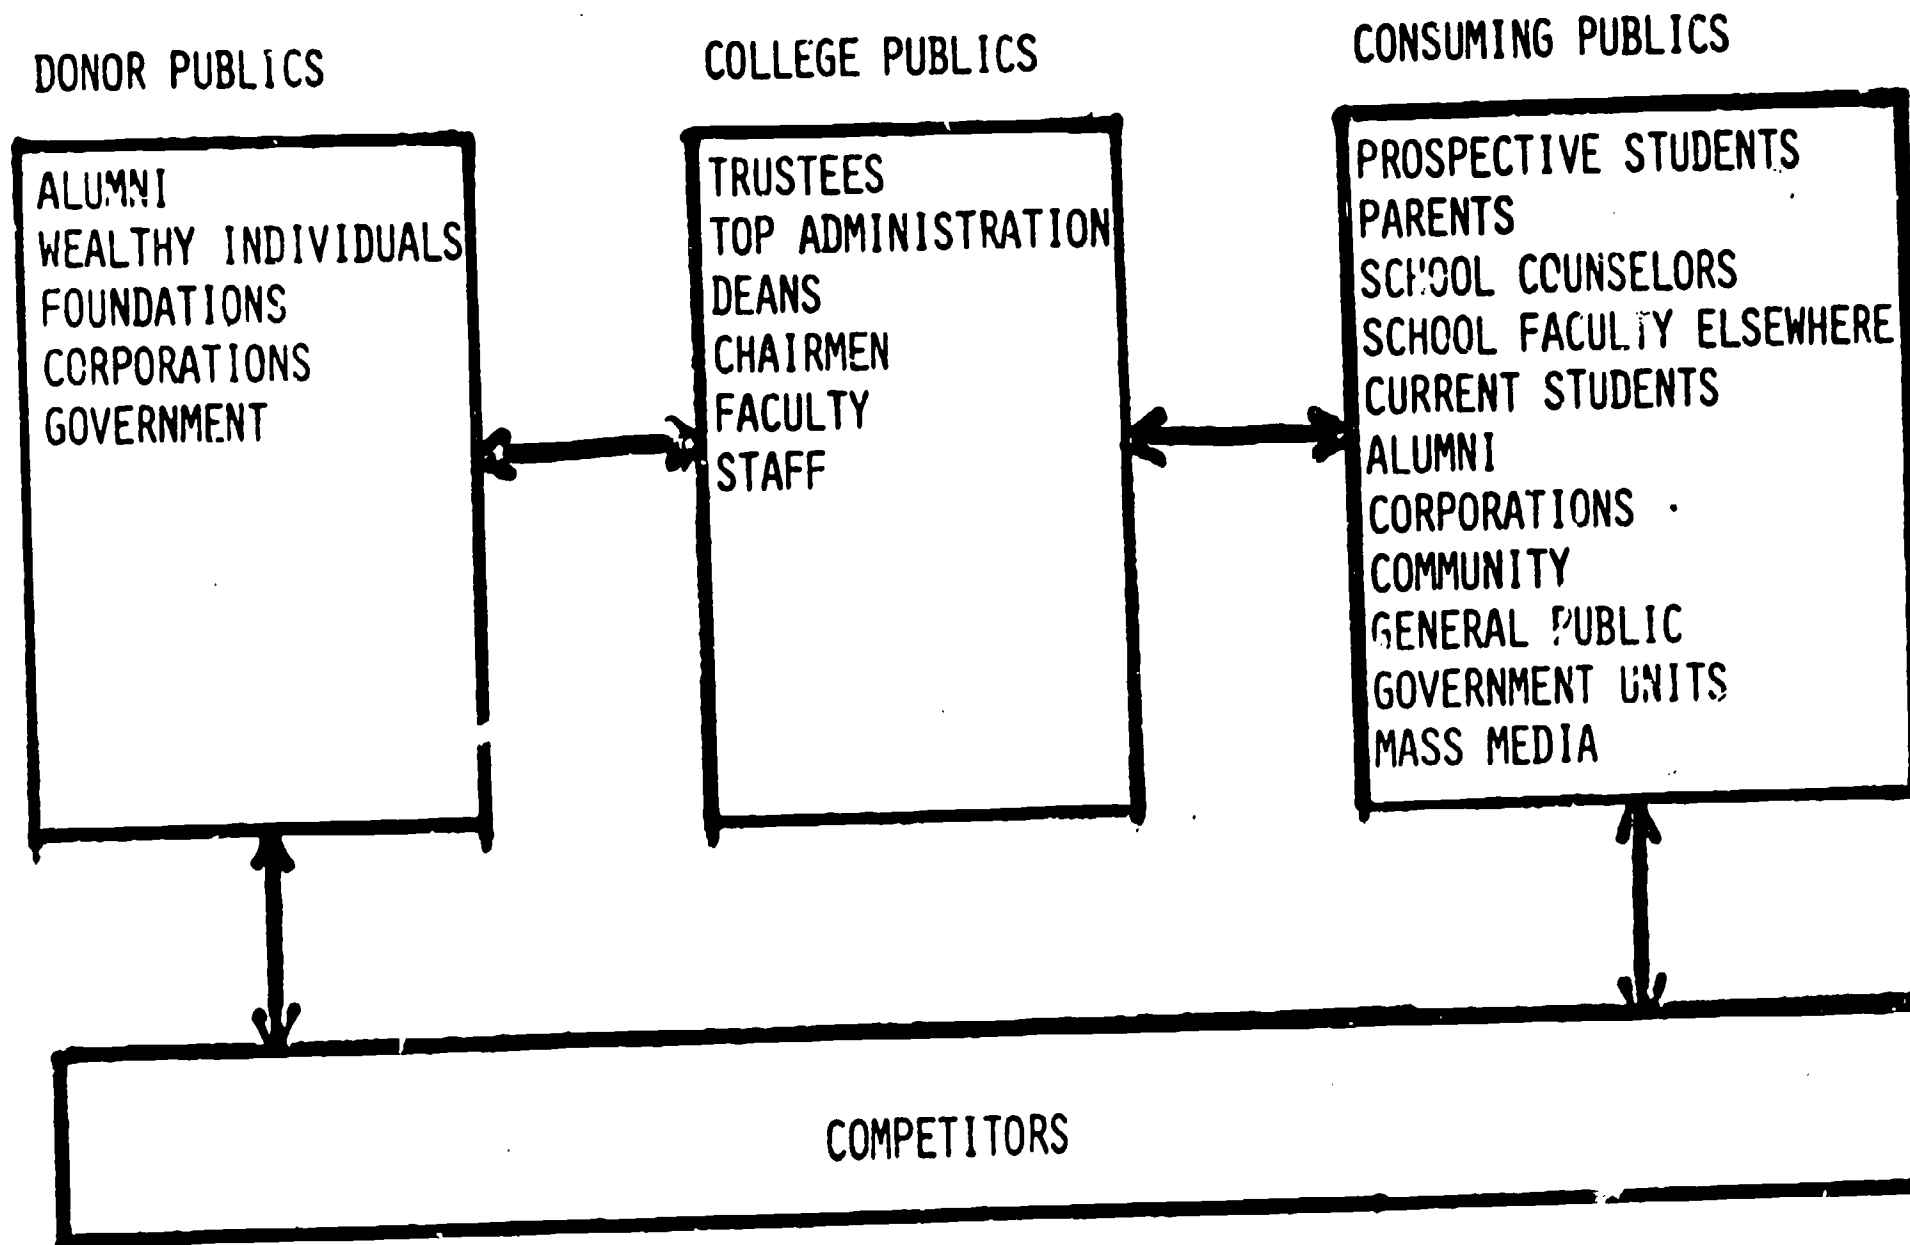 DONOR PUBLICS
ALUMNI
WEALTHY INDIVIDUALS
FOUNDATIONS
CORPORATIONS
GOVERNMENT
COLLEGE PUBLICS
TRUSTEES
TOP ADMINISTRATION
DEANS
CHAIRMEN
FACULTY
STAFF
CONSUMING PUBLICS
PROSPECTIVE STUDENTS
PARENTS
SCHOOL COUNSELORS
SCHOOL FACULTY ELSEWHERE
CURRENT STUDENTS
ALUMNI
CORPORATIONS
COMMUNITY
GENERAL PUBLIC
GOVERNMENT UNITS
MASS MEDIA
COMPETITORS